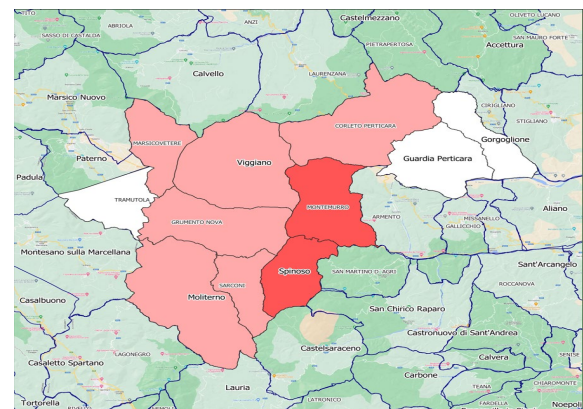 ABRIOLA
ANZI
Castelmezzano
OLIVETO LUCANO
SASSO DI CASTALDA
PIETRAPERTOSA
SAN MAURO FORTE
Accettura
Calvello
LAURENZANA
Marsico Nuovo
CIRIGLIANO
STIGLIANO
CORLETO PERTICARA
Gorgoglione
MARSICOVETERE
Paterno
Viggiano
Guardia Perticara
Padula
TRAMUTOLA
MONTEMURRO
Aliano
GRUMENTO NOVA
ARMENTO
MISSANELLO
GALLICCHIO
Montesano sulla Marcellana
Sant'Arcangelo
Spinoso
SAN MARTINO D'AGRI
ROCCANOVA
SARCONI
Moliterno
Casalbuono
San Chirico Raparo
Castronuovo di Sant'Andrea
Castelsaraceno
LAGONEGRO
SENISE
Calvera
Casaletto Spartano
Carbone
Lauria
TEANA
CHIAROMONTE
LATRONICO
Tortorella
FARDELLA
Noepoli